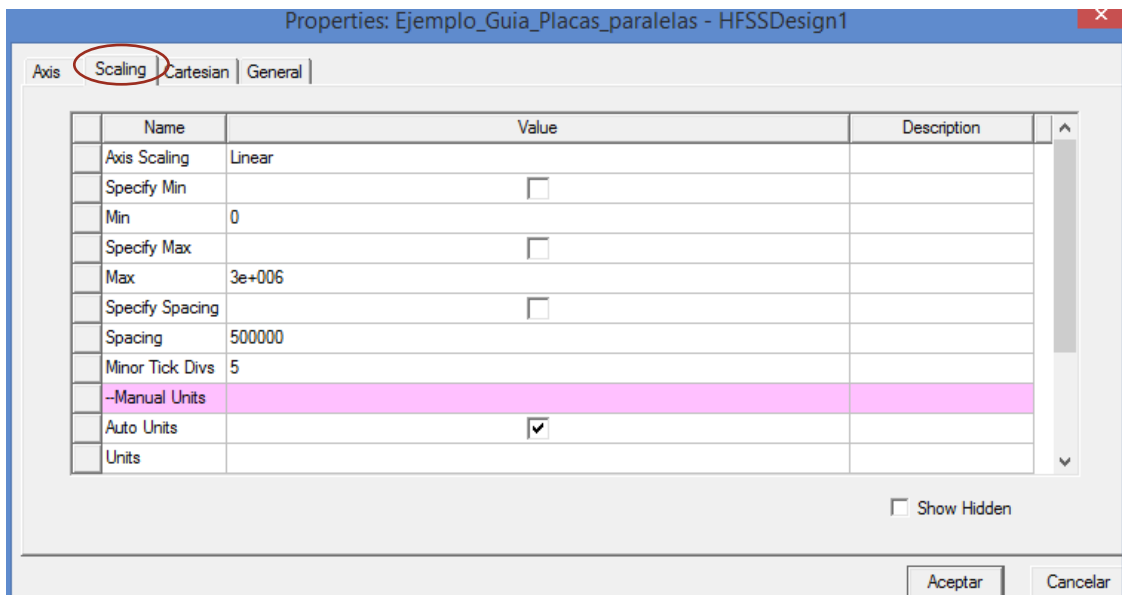 Properties: Ejemplo_Guia_Placas_paralelas - HFSSDesign1
Axis Scaling Cartesian General
Name Value Description
Axis Scaling Linear
Specify Min
Min 0
Specify Max
Max 3e+006
Specify Spacing
Spacing 500000
Minor Tick Divs 5
--Manual Units
Auto Units
Units
Show Hidden
Aceptar Cancelar